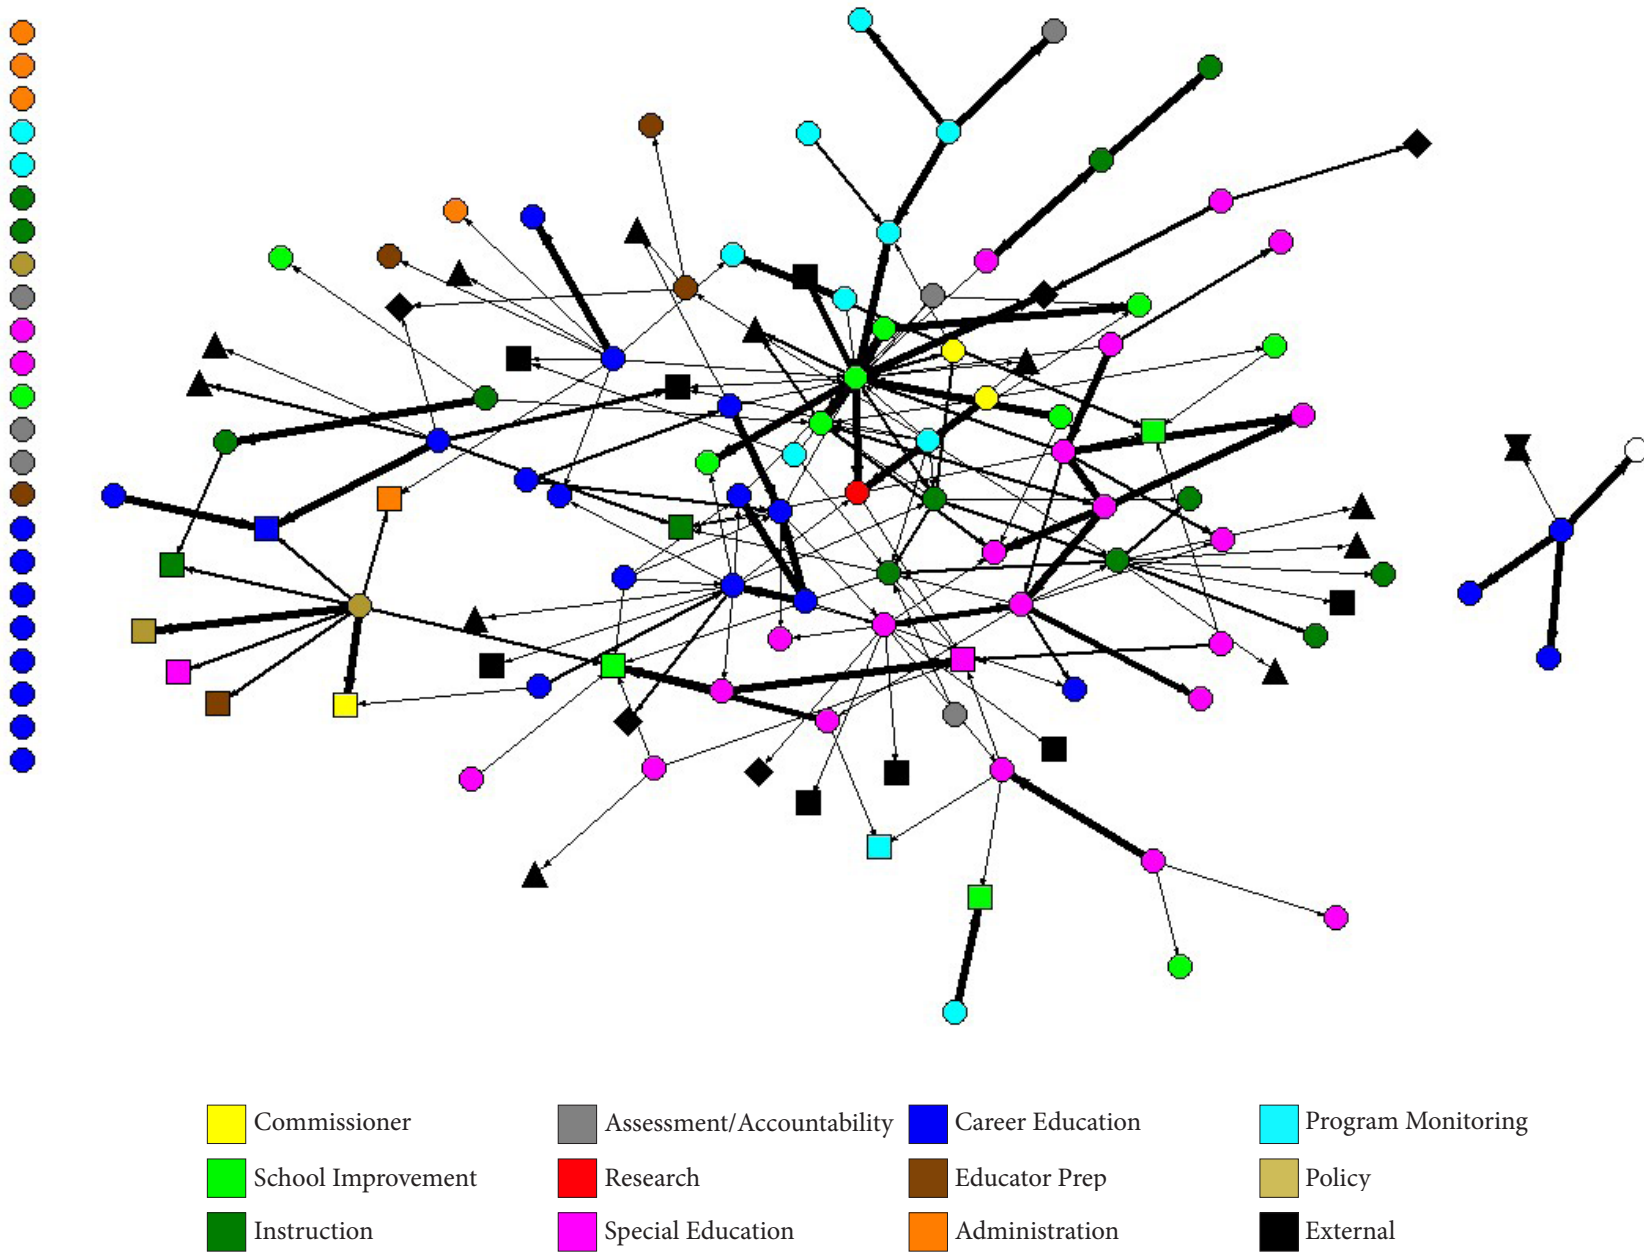 Commissioner
Assessment/Accountability
Career Education
Program Monitoring
School Improvement
Research
Educator Prep
Policy
Instruction
Special Education
Administration
External